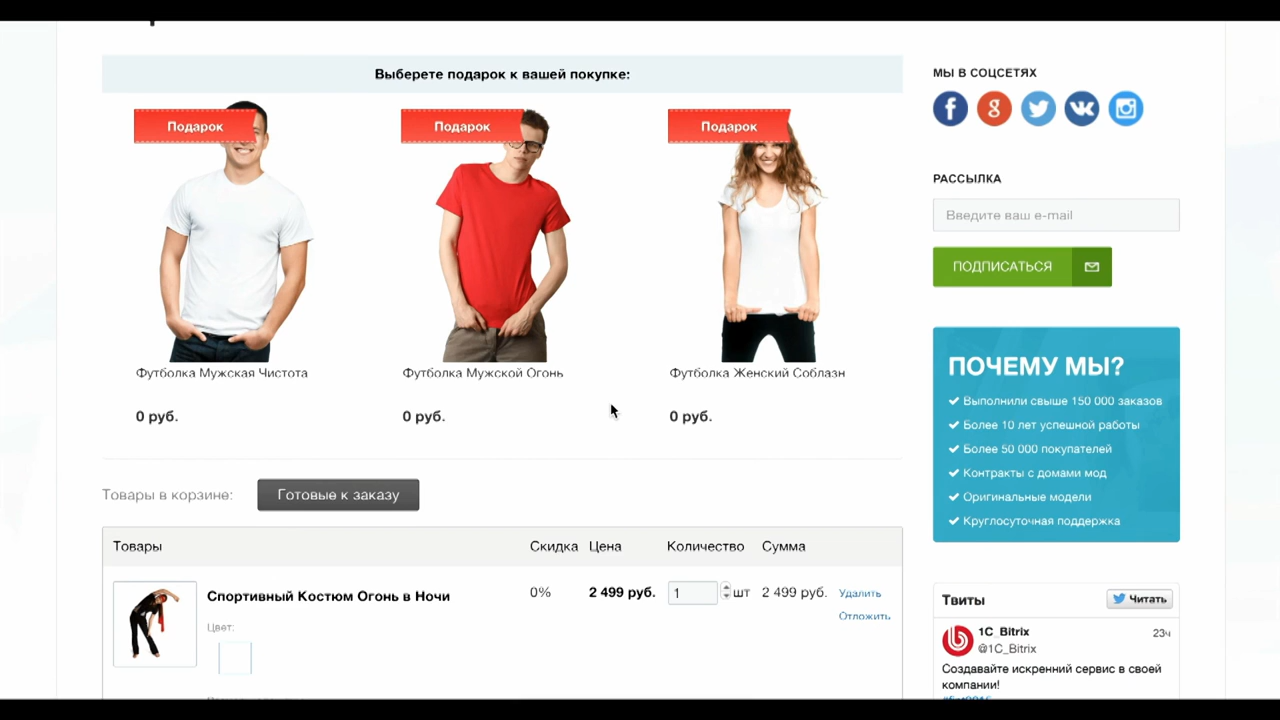 Выберете подарок к вашей покупке:
Подарок
Подарок
Подарок
Футболка Мужская Чистота
Футболка Мужской Огонь
Футболка Женский Соблазн
0 руб.
0 руб.
0 руб.
Товары в корзине:
Готовые к заказу
Товары
Скидка
Цена
Количество
Сумма
Спортивный Костюм Огонь в Ночи
0%
2 499 руб.
1
шт
2 499 руб.
Удалить
Отложить
Цвет:
МЫ В СОЦСЕТЯХ
РАССЫЛКА
Введите ваш e-mail
ПОДПИСАТЬСЯ
ПОЧЕМУ МЫ?
Выполнили свыше 150 000 заказов
Более 10 лет успешной работы
Более 50 000 покупателей
Контракты с домами мод
Оригинальные модели
Круглосуточная поддержка
Твиты
Читать
1C_Bitrix
23ч
@1C_Bitrix
Создавайте искренний сервис в своей
компании!